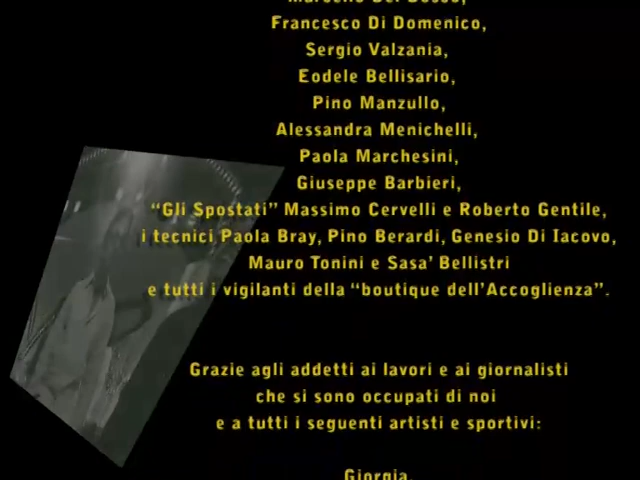 Francesco Di Domenico,
Sergio Valzania,
Eodele Bellisario,
Pino Manzullo,
Alessandra Menichelli,
Paola Marchesini,
Giuseppe Barbieri,
“Gli Spostati” Massimo Cervelli e Roberto Gentile,
i tecnici Paola Bray, Pino Berardi, Genesio Di Iacovo,
Mauro Tonini e Sasa’ Bellistri
e tutti i vigilanti della “boutique dell’Accoglienza”.
Grazie agli addetti ai lavori e ai giornalisti
che si sono occupati di noi
e a tutti i seguenti artisti e sportivi:
Giorgia,